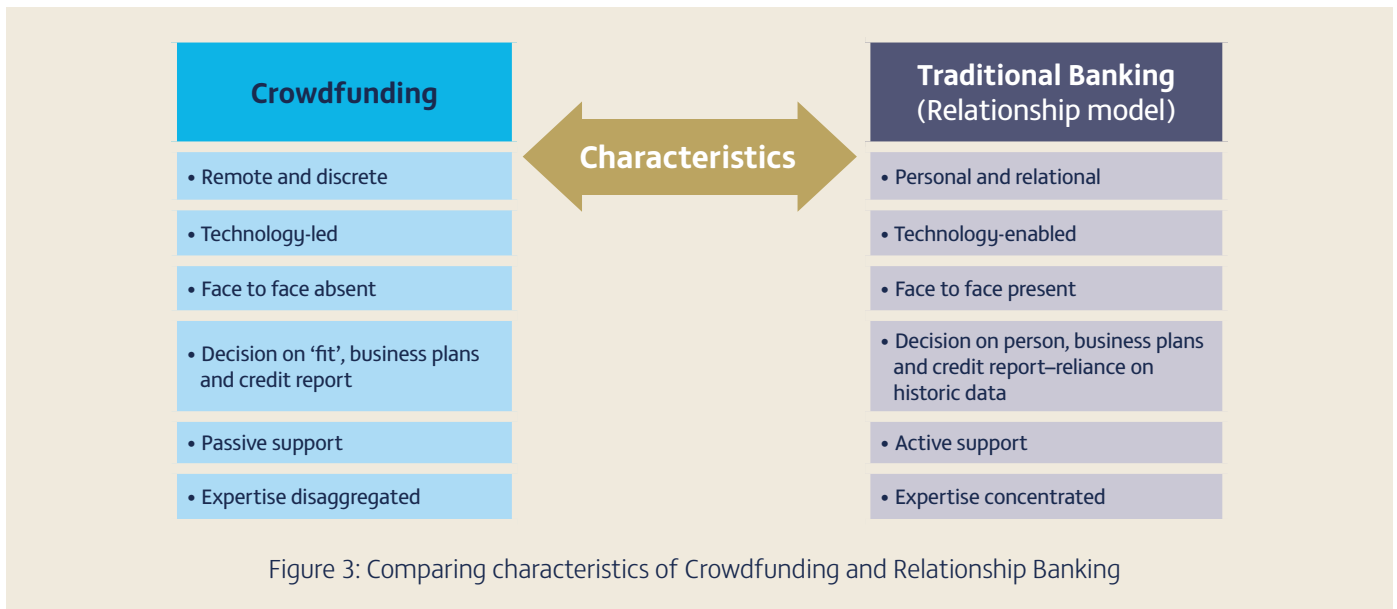 Crowdfunding
• Remote and discrete
• Technology-led
• Face to face absent
• Decision on ‘fit’, business plans
and credit report
• Passive support
• Expertise disaggregated
Characteristics
Traditional Banking
(Relationship model)
• Personal and relational
• Technology-enabled
• Face to face present
• Decision on person, business plans
and credit report–reliance on
historic data
• Active support
• Expertise concentrated
Figure 3: Comparing characteristics of Crowdfunding and Relationship Banking